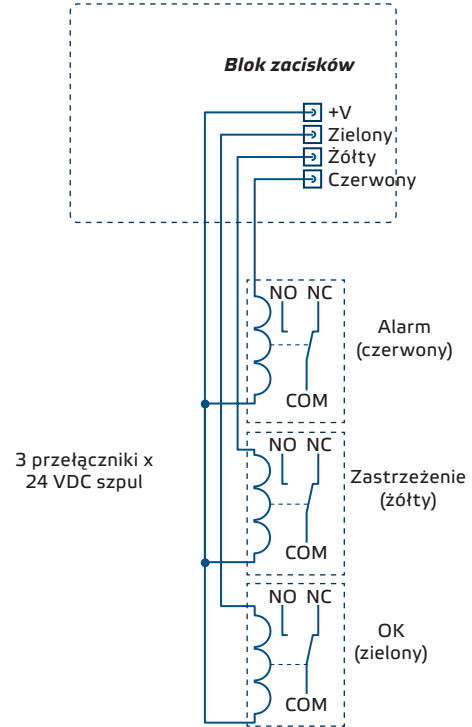 Blok zacisków
+V
Zielony
Żółty
Czerwony
NO NC
COM
Alarm
(czerwony)
3 przełączniki x
24 VDC szpul
NO NC
COM
Zastrzeżenie
(żółty)
NO NC
COM
OK
(zielony)